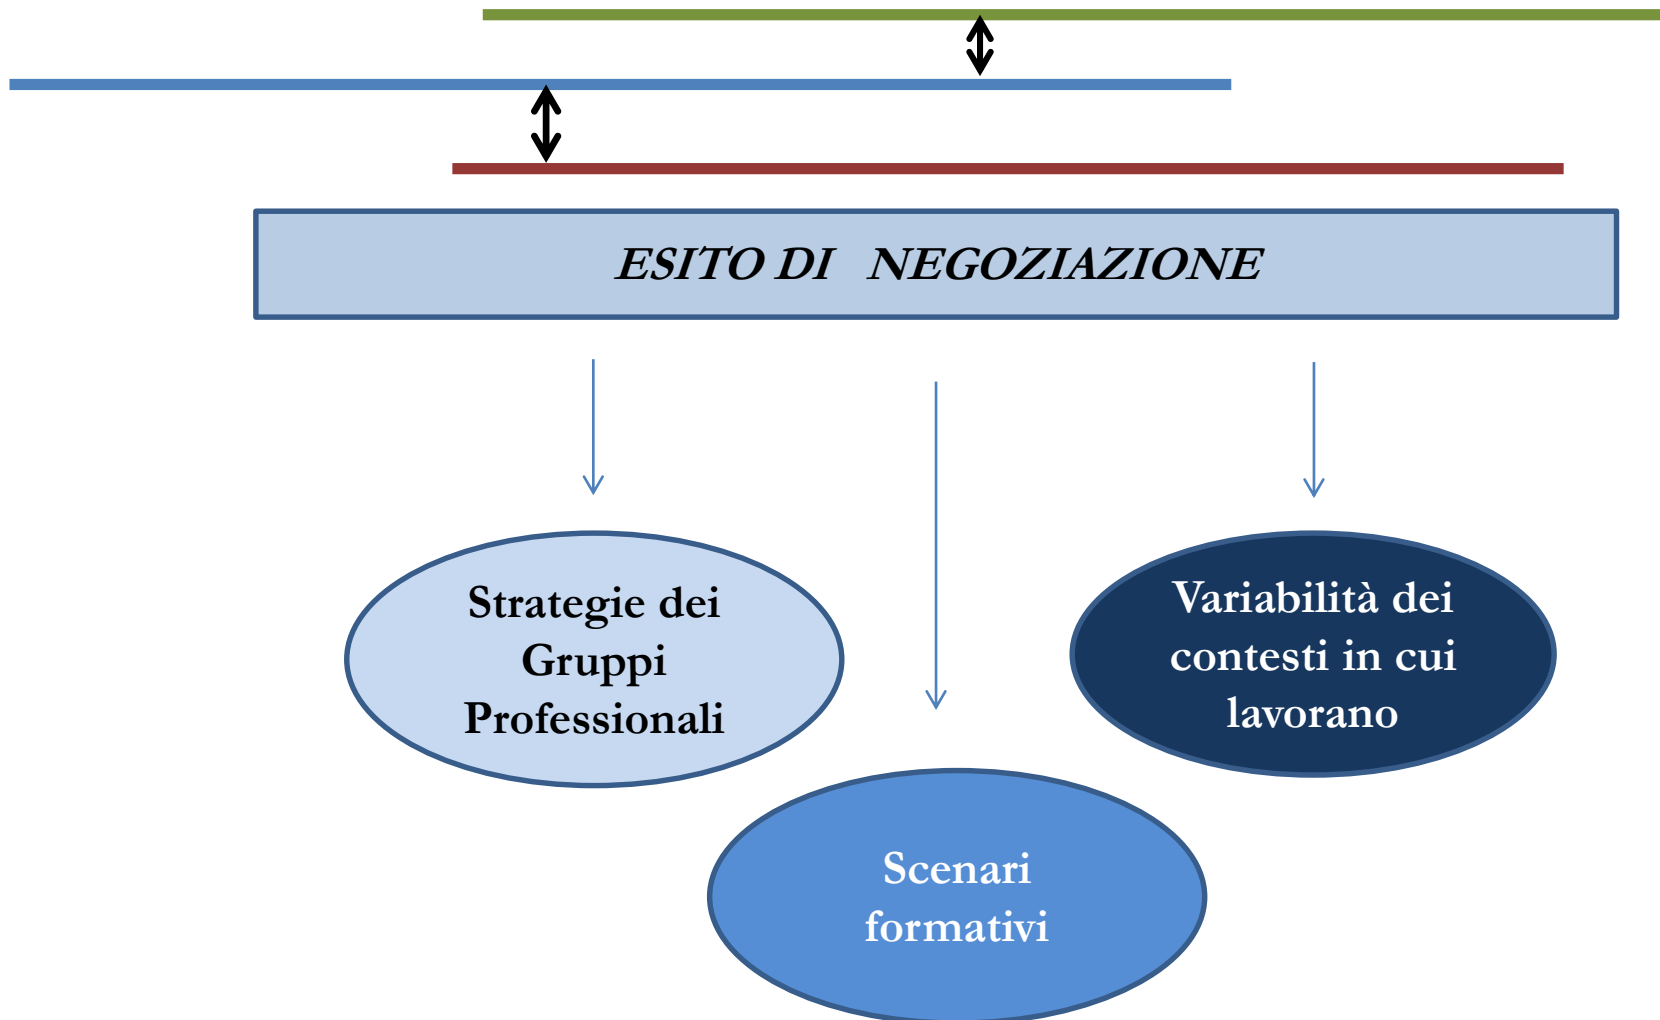 ESITO DI NEGOZIAZIONE
Strategie dei
Gruppi
Professionali
Variabilità dei
contesti in cui
lavorano
Scenari
formativi